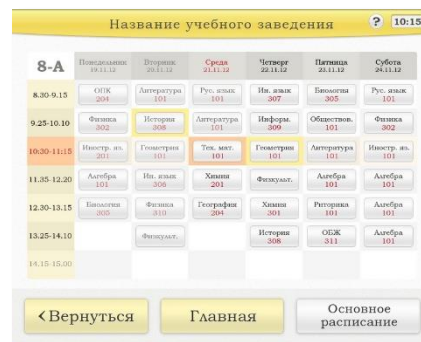 Название учебного заведения ? 10:15
8-А Понедельник Вторник Среда Четверг Пятница Суббота
19.11.12 20.11.12 21.11.12 22.11.12 23.11.12 24.11.12
8.30-9.15 ОПК Литература Рус. язык Ин. язык Биология Рус. язык
204 101 101 307 305 101
9.25-10.10 Физика История Литература Информ. Обществов. Физика
302 308 101 309 101 302
10:30-11:15 Иностр. яз. Геометрия Тех. мат. Геометрия Литература Иностр. яз.
201 101 101 101 101 101
11.35-12.20 Алгебра Ин. язык Химия Физкульт. Алгебра Алгебра
101 306 201 101 101
12.30-13.15 Биология Физика География Химия Риторика Алгебра
305 310 204 301 101 101
13.25-14.10 Физкульт. История ОБЖ Алгебра
308 311 101
14.15-15.00
Вернуться Главная Основное
расписание